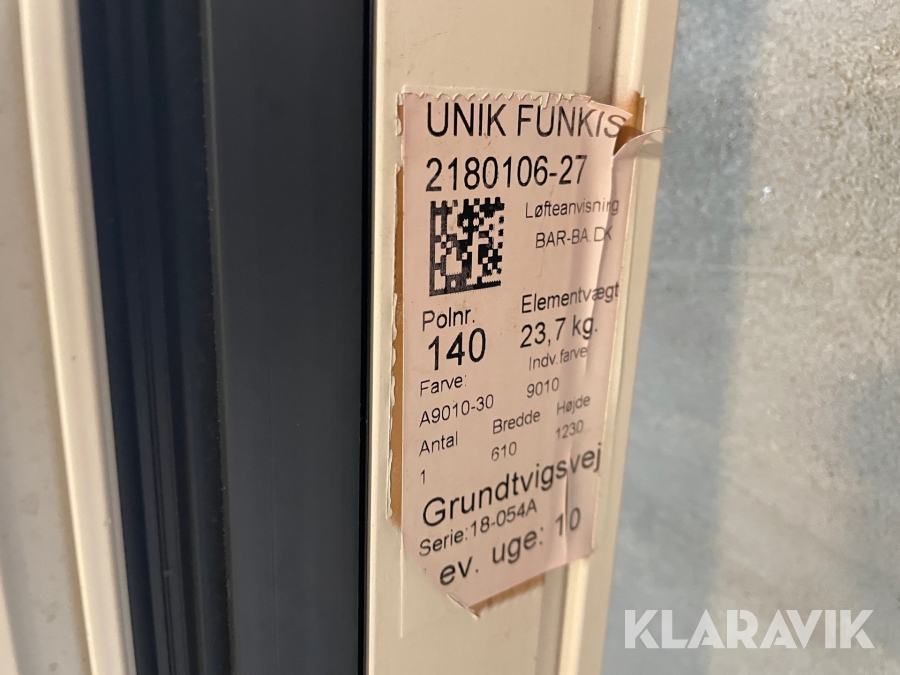 UNIK FUNKIS
2180106-27
Løfteanvisning
BAR-BA.DK
Polnr. Elementvægt
140 23,7 kg.
Farve: Indv.farve
A9010-30 9010
Antal Bredde Højde
1 610 1230
Grundtvigsvej
Serie:18-054A
ev. uge: 10
KLARAVIK